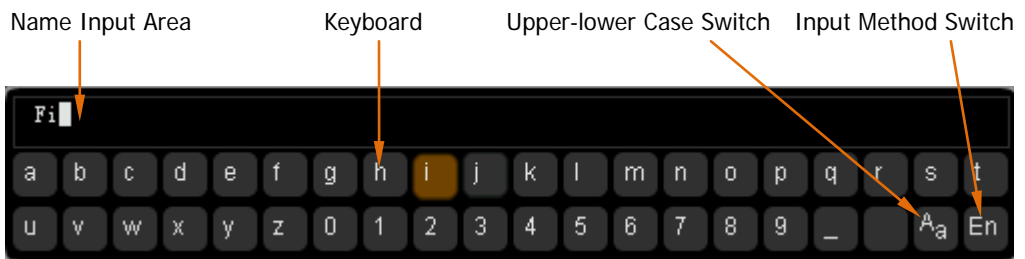 Name Input Area Keyboard Upper-lower Case Switch Input Method Switch
Fi
a b c d e f g h i j k l m n o p q r s t
u v w x y z 0 1 2 3 4 5 6 7 8 9 _ Aa En